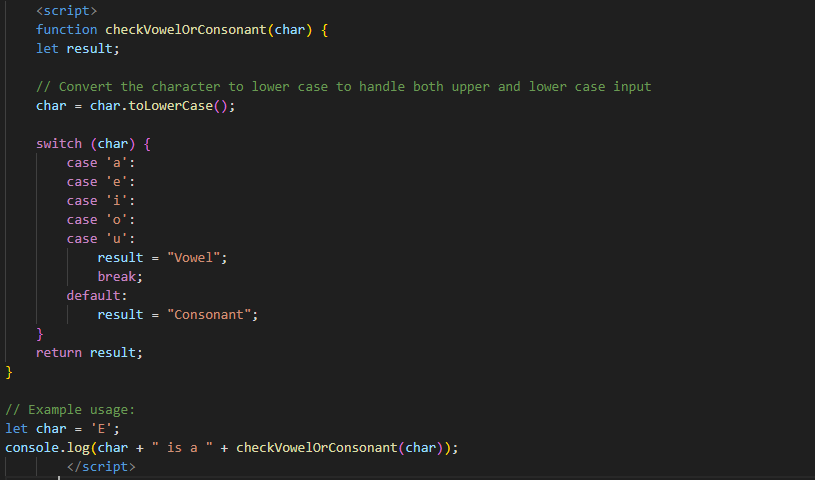 <script>
function checkVowelOrConsonant(char) {
let result;
// Convert the character to lower case to handle both upper and lower case input
char = char.toLowerCase();
switch (char) {
case 'a':
case 'e':
case 'i':
case 'o':
case 'u':
result = "Vowel";
break;
default:
result = "Consonant";
}
return result;
}
// Example usage:
let char = 'E';
console.log(char + " is a " + checkVowelOrConsonant(char));
</script>